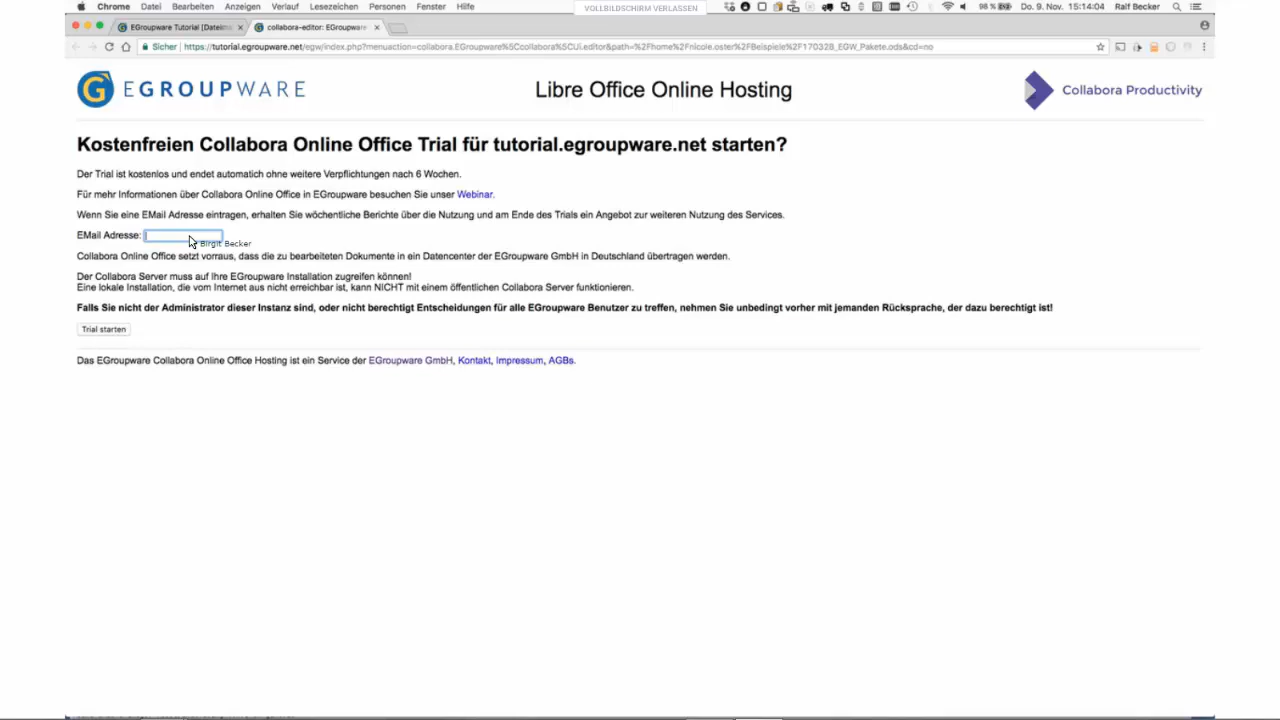 Chrome Datei Bearbeiten Anzeigen Verlauf Lesezeichen Personen Fenster Hilfe VOLLBILDSCHIRM VERLASSEN 98 % Do. 9. Nov. 15:14:04 Ralf Becker
EGroupware Tutorial [Dateim collabora-editor: EGroupware
Sicher https://tutorial.egroupware.net/egw/index.php?menuaction=collabora.EGroupware%5Ccollabora%5CUi.editor&path=%2Fhome%2Fnicole.oster%2FBeispiele%2F170328_EGW_Pakete.ods&cd=no
EGROUPWARE Libre Office Online Hosting Collabora Productivity
Kostenfreien Collabora Online Office Trial für tutorial.egroupware.net starten?
Der Trial ist kostenlos und endet automatisch ohne weitere Verpflichtungen nach 6 Wochen.
Für mehr Informationen über Collabora Online Office in EGroupware besuchen Sie unser Webinar.
Wenn Sie eine EMail Adresse eintragen, erhalten Sie wöchentliche Berichte über die Nutzung und am Ende des Trials ein Angebot zur weiteren Nutzung des Services.
EMail Adresse:
Birgit Becker
Collabora Online Office setzt vorraus, dass die zu bearbeitenden Dokumente in ein Datencenter der EGroupware GmbH in Deutschland übertragen werden.
Der Collabora Server muss auf Ihre EGroupware Installation zugreifen können!
Eine lokale Installation, die vom Internet aus nicht erreichbar ist, kann NICHT mit einem öffentlichen Collabora Server funktionieren.
Falls Sie nicht der Administrator dieser Instanz sind, oder nicht berechtigt Entscheidungen für alle EGroupware Benutzer zu treffen, nehmen Sie unbedingt vorher mit jemanden Rücksprache, der dazu berechtigt ist!
Trial starten
Das EGroupware Collabora Online Office Hosting ist ein Service der EGroupware GmbH, Kontakt, Impressum, AGBs.